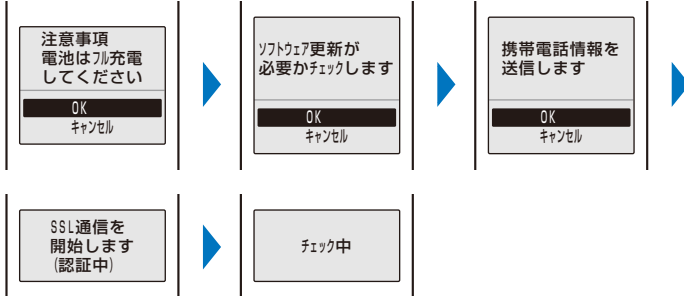 注意事項
電池はﾌﾙ充電
してください
OK
ｷｬﾝｾﾙ
ｿﾌﾄｳｪｱ更新が
必要かﾁｪｯｸします
OK
ｷｬﾝｾﾙ
携帯電話情報を
送信します
OK
ｷｬﾝｾﾙ
SSL通信を
開始します
(認証中)
ﾁｪｯｸ中